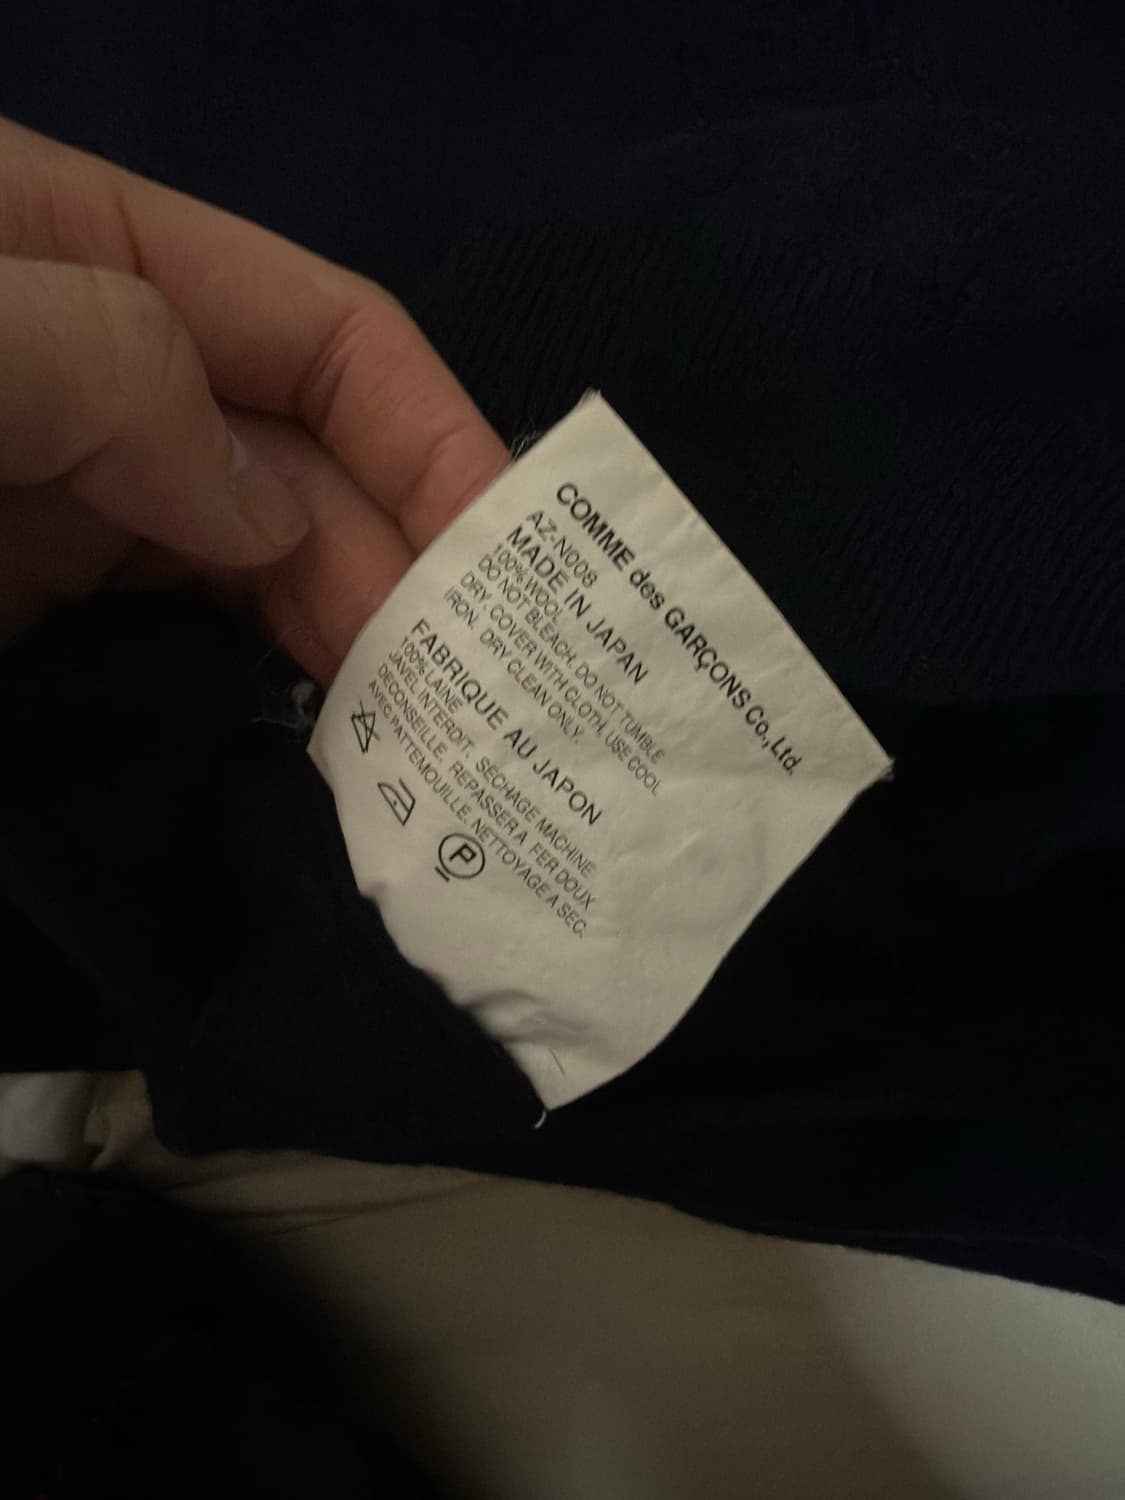 COMME des GARÇONS Co.,Ltd.
AZ-N008
MADE IN JAPAN
100% WOOL
DO NOT BLEACH. DO NOT TUMBLE
DRY. COVER WITH CLOTH, USE COOL
IRON. DRY CLEAN ONLY.
FABRIQUE AU JAPON
100% LAINE
JAVEL INTERDIT. SECHAGE MACHINE
DECONSEILLE. REPASSER A FER DOUX
AVEC PATTEMOUILLE. NETTOYAGE A SEC.
P